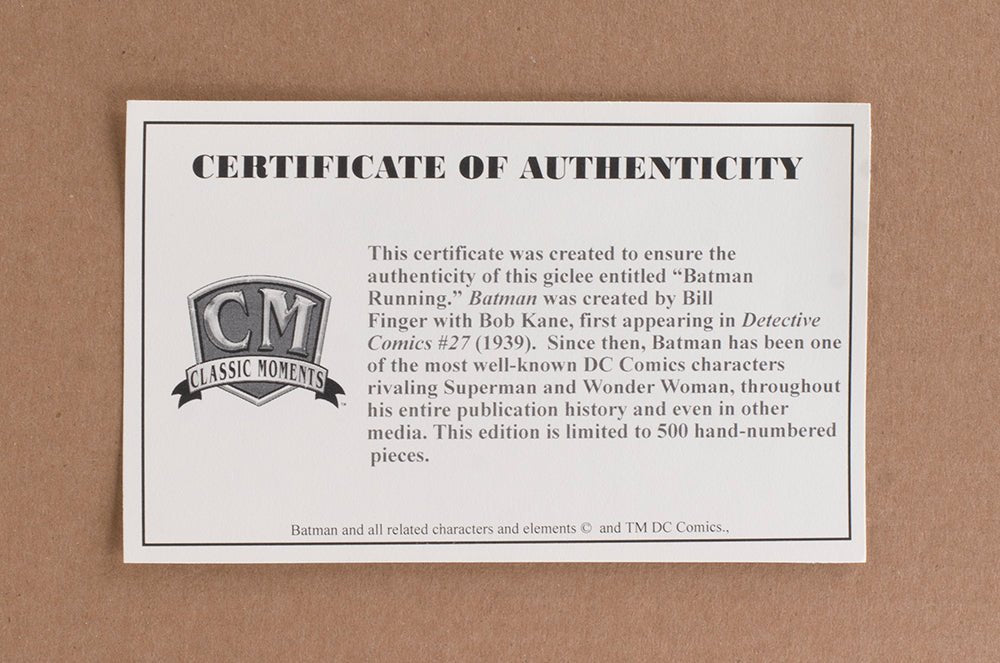 CERTIFICATE OF AUTHENTICITY
This certificate was created to ensure the
authenticity of this giclee entitled “Batman
Running.” Batman was created by Bill
Finger with Bob Kane, first appearing in Detective
Comics #27 (1939).  Since then, Batman has been one
of the most well-known DC Comics characters
rivaling Superman and Wonder Woman, throughout
his entire publication history and even in other
media. This edition is limited to 500 hand-numbered
pieces.
CM
CLASSIC MOMENTS™
Batman and all related characters and elements ©  and TM DC Comics..,